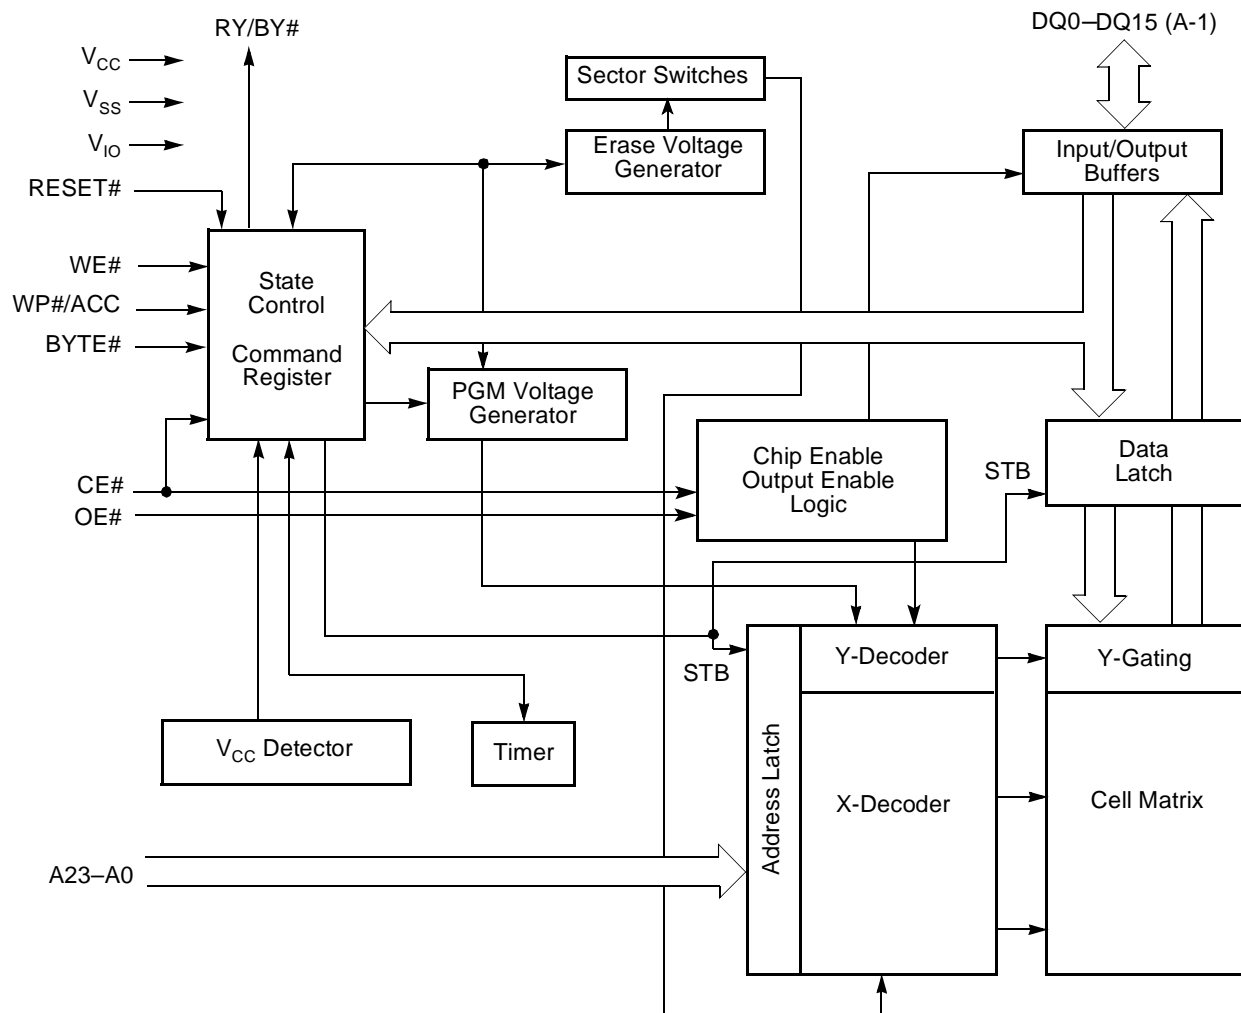 RY/BY#
DQ0–DQ15 (A-1)
VCC
VSS
VIO
RESET#
WE#
WP#/ACC
BYTE#
CE#
OE#
A23–A0
Sector Switches
Erase Voltage
Generator
Input/Output
Buffers
State
Control
Command
Register
PGM Voltage
Generator
Chip Enable
Output Enable
Logic
STB
Data
Latch
STB
Y-Decoder
Y-Gating
VCC Detector
Timer
Address Latch
X-Decoder
Cell Matrix